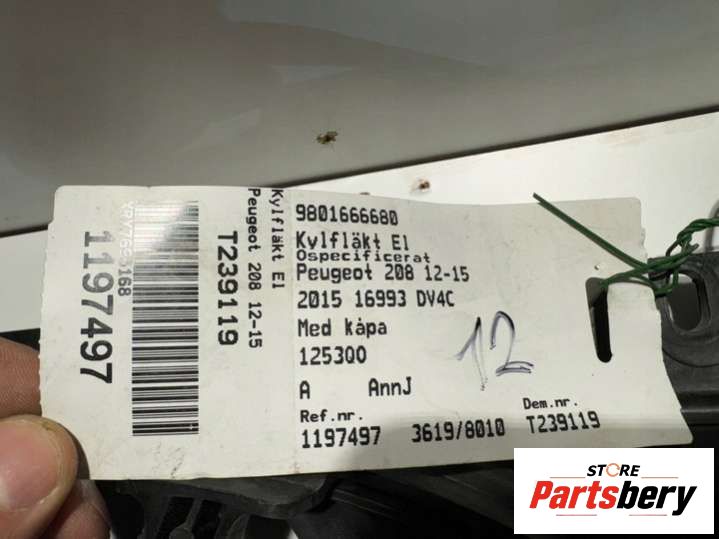 9801666680
Kylfläkt El
Ospecificerat
Peugeot 208 12-15
2015 16993 DV4C
Med kåpa
125300
A AnnJ
Ref.nr. Dem.nr.
1197497 3619/8010 T239119
12
Kylfläkt El
Peugeot 208 12-15
T239119
1197497
STORE
Partsbery